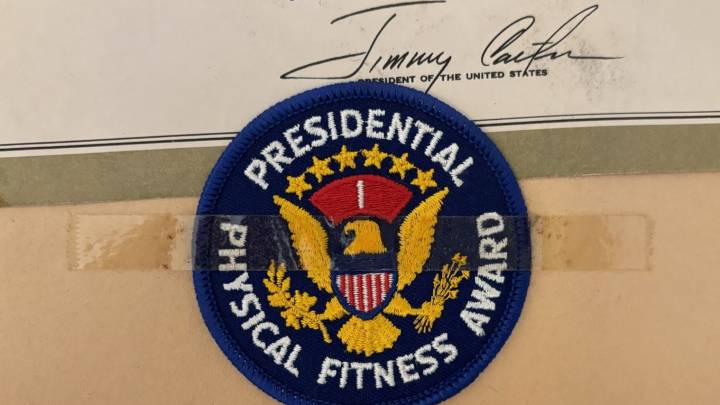 Jimmy Carter
PRESIDENT OF THE UNITED STATES
PRESIDENTIAL
1
PHYSICAL FITNESS AWARD